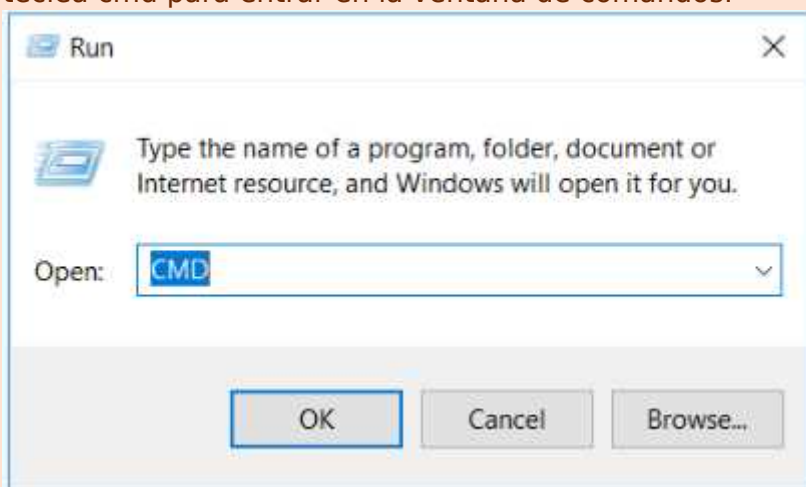 teclea cmd para entrar en la ventana de comandos.
Run
Type the name of a program, folder, document or
Internet resource, and Windows will open it for you.
Open: CMD
OK Cancel Browse...